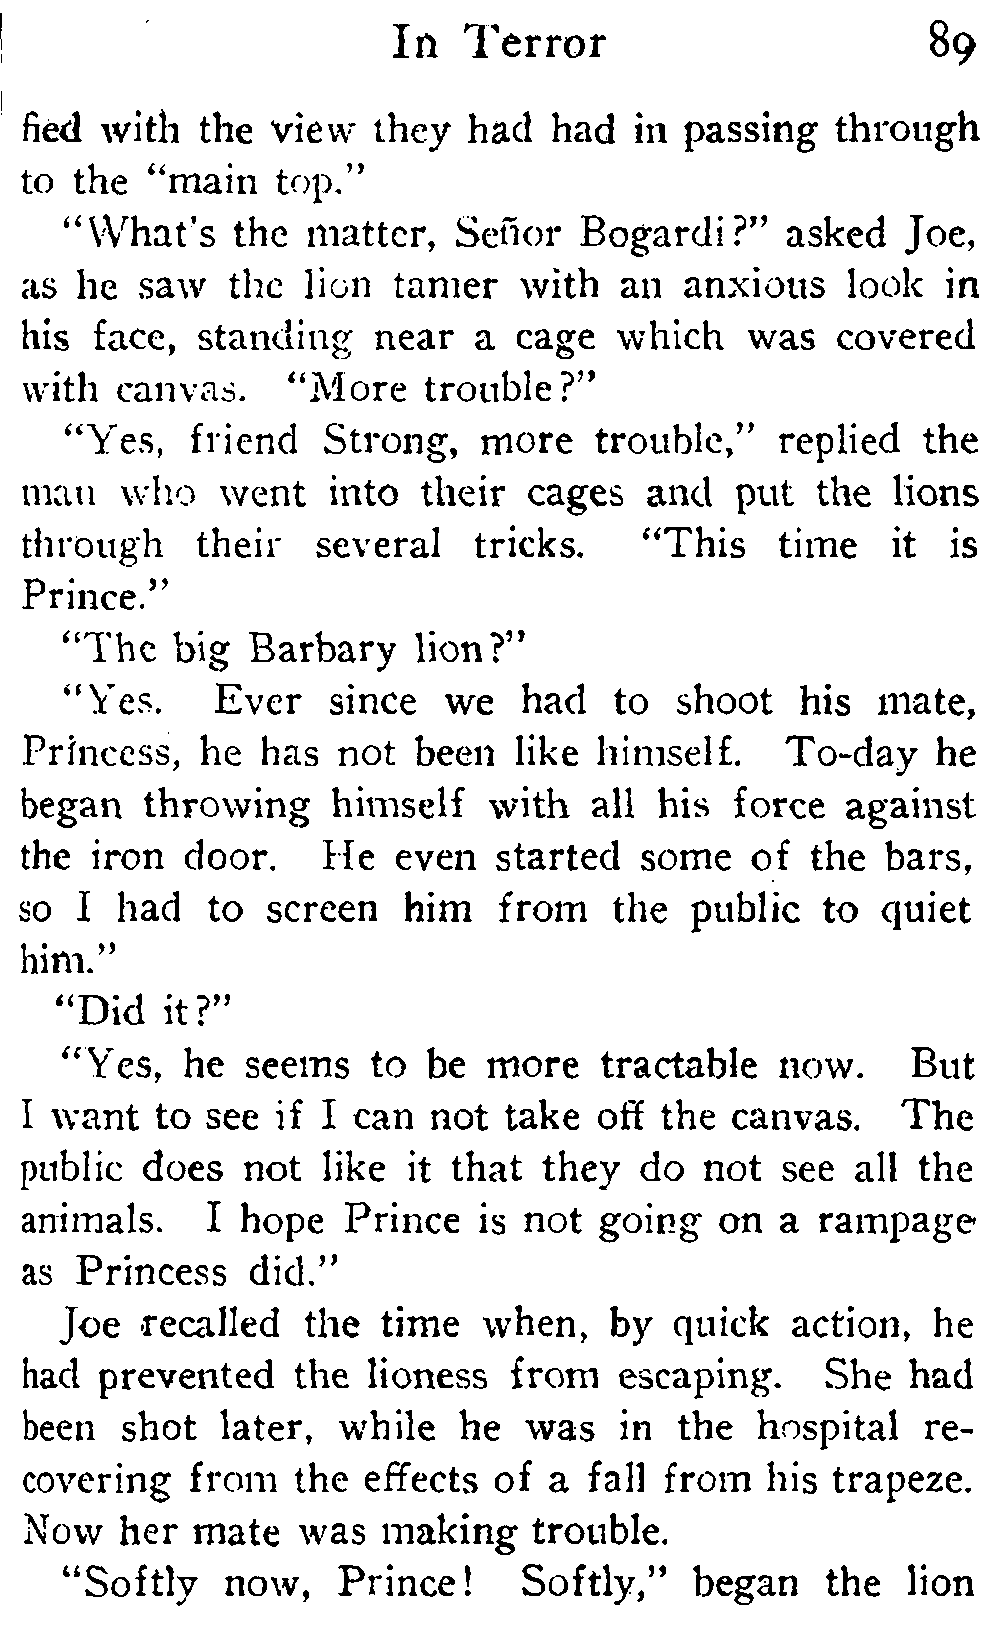 In Terror 89
fied with the view they had had in passing through
to the “main top.”
“What's the matter, Señor Bogardi?” asked Joe,
as he saw the lion tamer with an anxious look in
his face, standing near a cage which was covered
with canvas. “More trouble?”
“Yes, friend Strong, more trouble,” replied the
man who went into their cages and put the lions
through their several tricks. “This time it is
Prince.”
“The big Barbary lion?”
“Yes. Ever since we had to shoot his mate,
Princess, he has not been like himself. To-day he
began throwing himself with all his force against
the iron door. He even started some of the bars,
so I had to screen him from the public to quiet
him.”
“Did it?”
“Yes, he seems to be more tractable now. But
I want to see if I can not take off the canvas. The
public does not like it that they do not see all the
animals. I hope Prince is not going on a rampage
as Princess did.”
Joe recalled the time when, by quick action, he
had prevented the lioness from escaping. She had
been shot later, while he was in the hospital re-
covering from the effects of a fall from his trapeze.
Now her mate was making trouble.
“Softly now, Prince! Softly,” began the lion